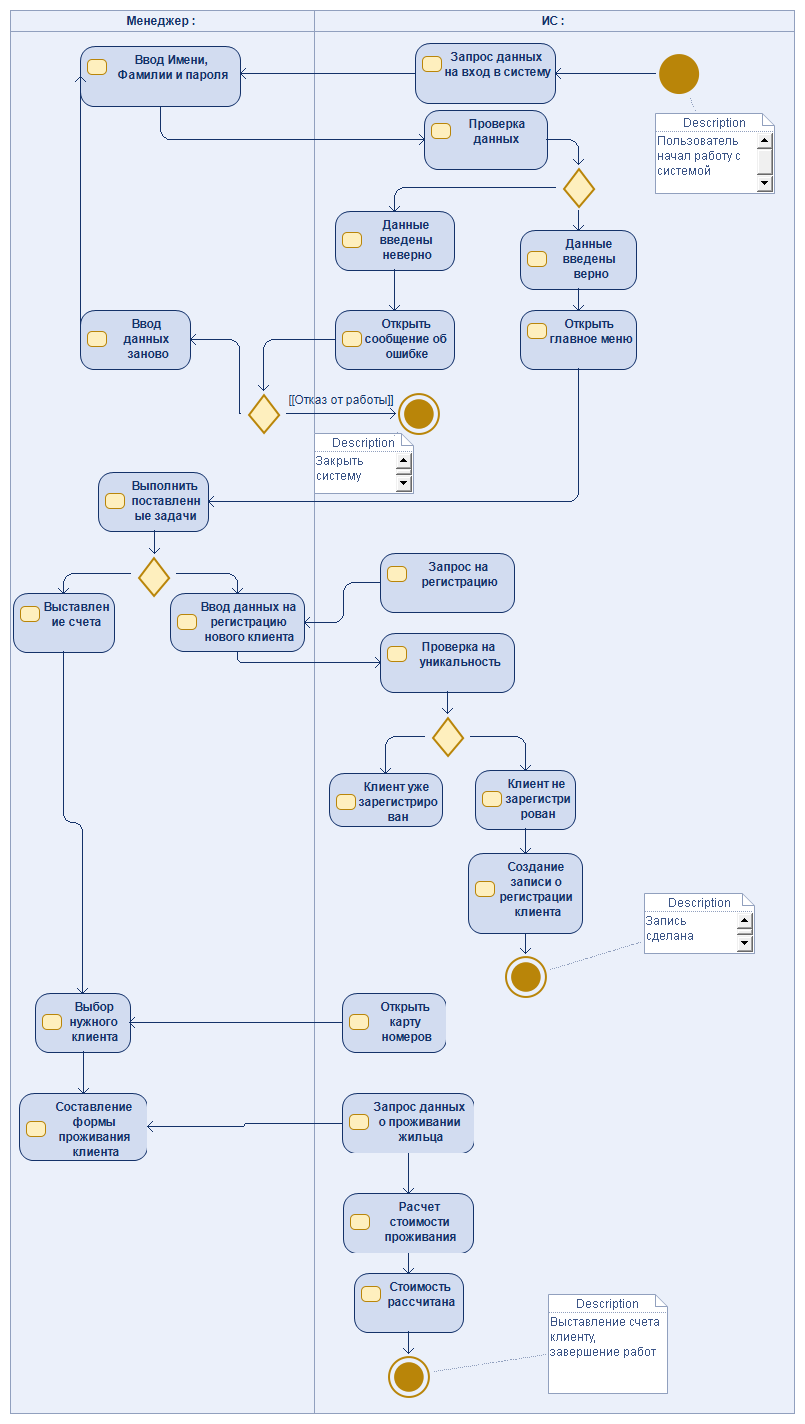 Менеджер :
ИС :
Ввод Имени,
Фамилии и пароля
Запрос данных
на вход в систему
Проверка
данных
Description
Пользователь
начал работу с
системой
Данные
введены
неверно
Данные
введены
верно
Ввод
данных
заново
Открыть
сообщение об
ошибке
Открыть
главное меню
[[Отказ от работы]]
Description
Закрыть
систему
Выполнить
поставленн
ые задачи
Запрос на
регистрацию
Выставлен
ие счета
Ввод данных на
регистрацию
нового клиента
Проверка на
уникальность
Клиент уже
зарегистриро
ван
Клиент не
зарегистри
рован
Создание
записи о
регистрации
клиента
Description
Запись
сделана
Выбор
нужного
клиента
Открыть
карту
номеров
Составление
формы
проживания
клиента
Запрос данных
о проживании
жильца
Расчет
стоимости
проживания
Стоимость
рассчитана
Description
Выставление счета
клиенту,
завершение работ